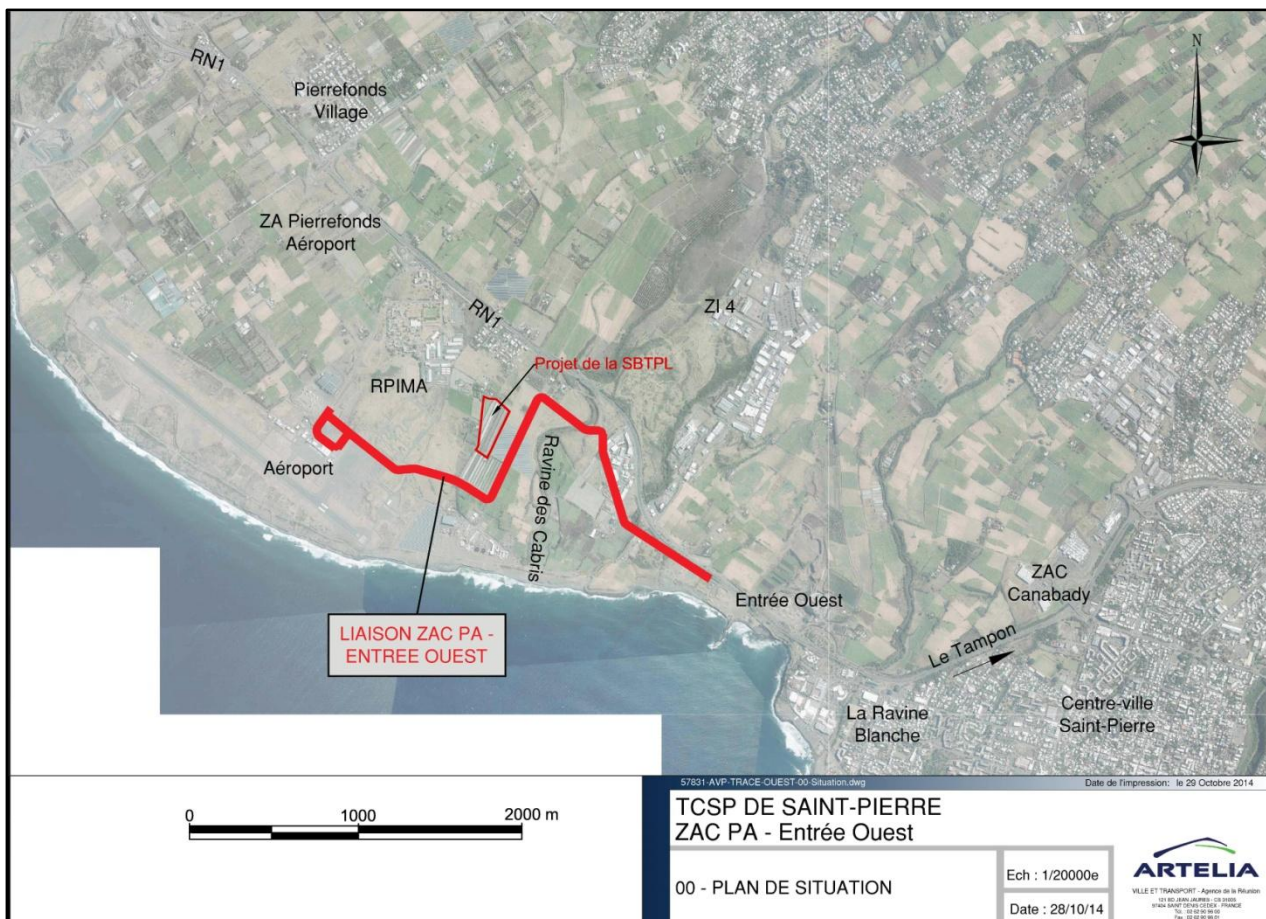 RN1
Pierrefonds
Village
N
ZA Pierrefonds
Aéroport
RN1
ZI 4
Projet de la SBTPL
RPIMA
Aéroport
Ravine des Cabris
LIAISON ZAC PA -
ENTREE OUEST
Entrée Ouest
ZAC
Canabady
Le Tampon
La Ravine
Blanche
Centre-ville
Saint-Pierre
0 1000 2000 m
57831-AVP-TRACE-OUEST-00-Situation.dwg
Date de l'impression: le 29 Octobre 2014
TCSP DE SAINT-PIERRE
ZAC PA - Entrée Ouest
00 - PLAN DE SITUATION
Ech : 1/20000e
Date : 28/10/14
ARTELIA
VILLE ET TRANSPORT - Agence de la Réunion